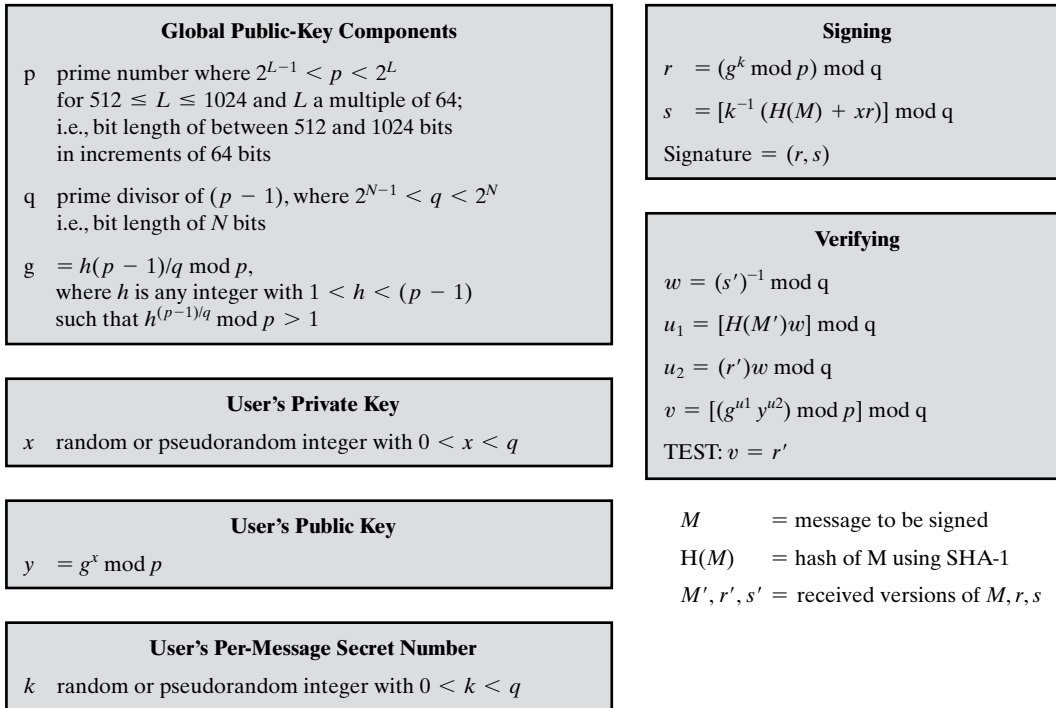 Global Public-Key Components
p prime number where 2^{L−1} < p < 2^L
for 512 ≤ L ≤ 1024 and L a multiple of 64;
i.e., bit length of between 512 and 1024 bits
in increments of 64 bits
q prime divisor of (p − 1), where 2^{N−1} < q < 2^N
i.e., bit length of N bits
g = h(p − 1)/q mod p,
where h is any integer with 1 < h < (p − 1)
such that h^{(p−1)/q} mod p > 1
User's Private Key
x random or pseudorandom integer with 0 < x < q
User's Public Key
y = g^x mod p
User's Per-Message Secret Number
k random or pseudorandom integer with 0 < k < q
Signing
r = (g^k mod p) mod q
s = [k^{−1} (H(M) + xr)] mod q
Signature = (r, s)
Verifying
w = (s′)^{−1} mod q
u_1 = [H(M′)w] mod q
u_2 = (r′)w mod q
v = [(g^{u1} y^{u2}) mod p] mod q
TEST: v = r′
M = message to be signed
H(M) = hash of M using SHA-1
M′, r′, s′ = received versions of M, r, s